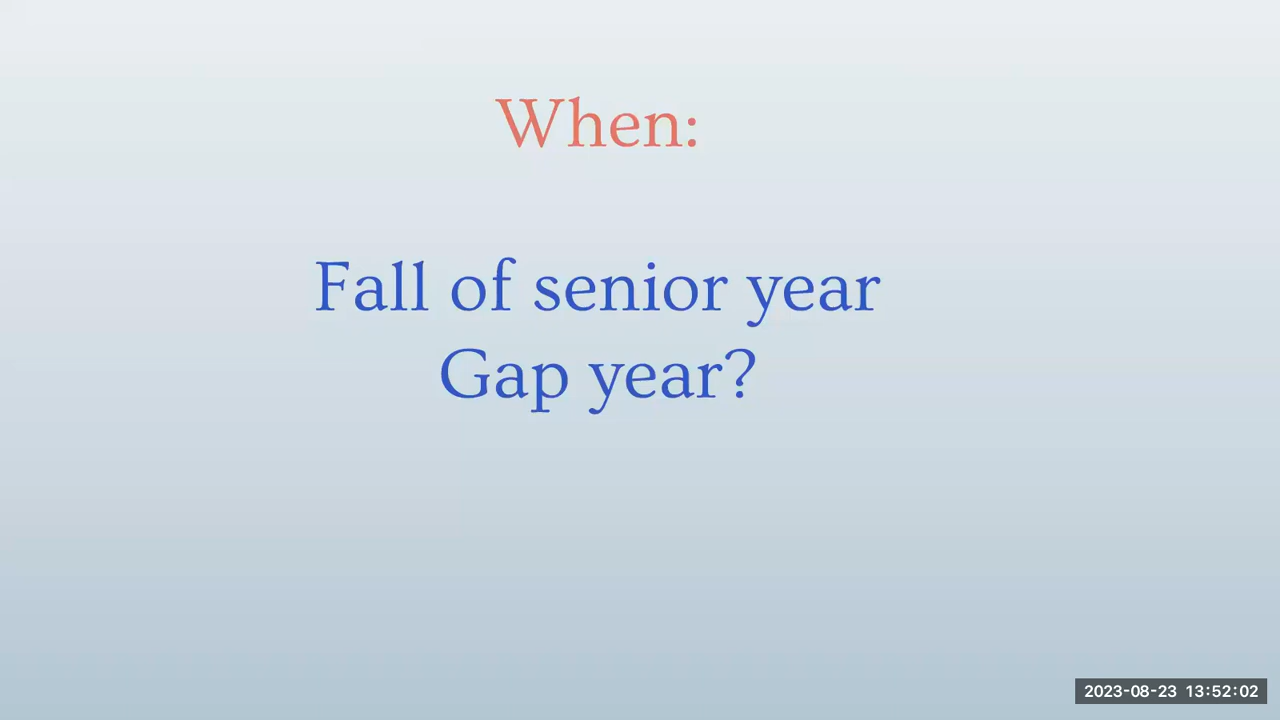 When:
Fall of senior year
Gap year?
2023-08-23 13:52:02